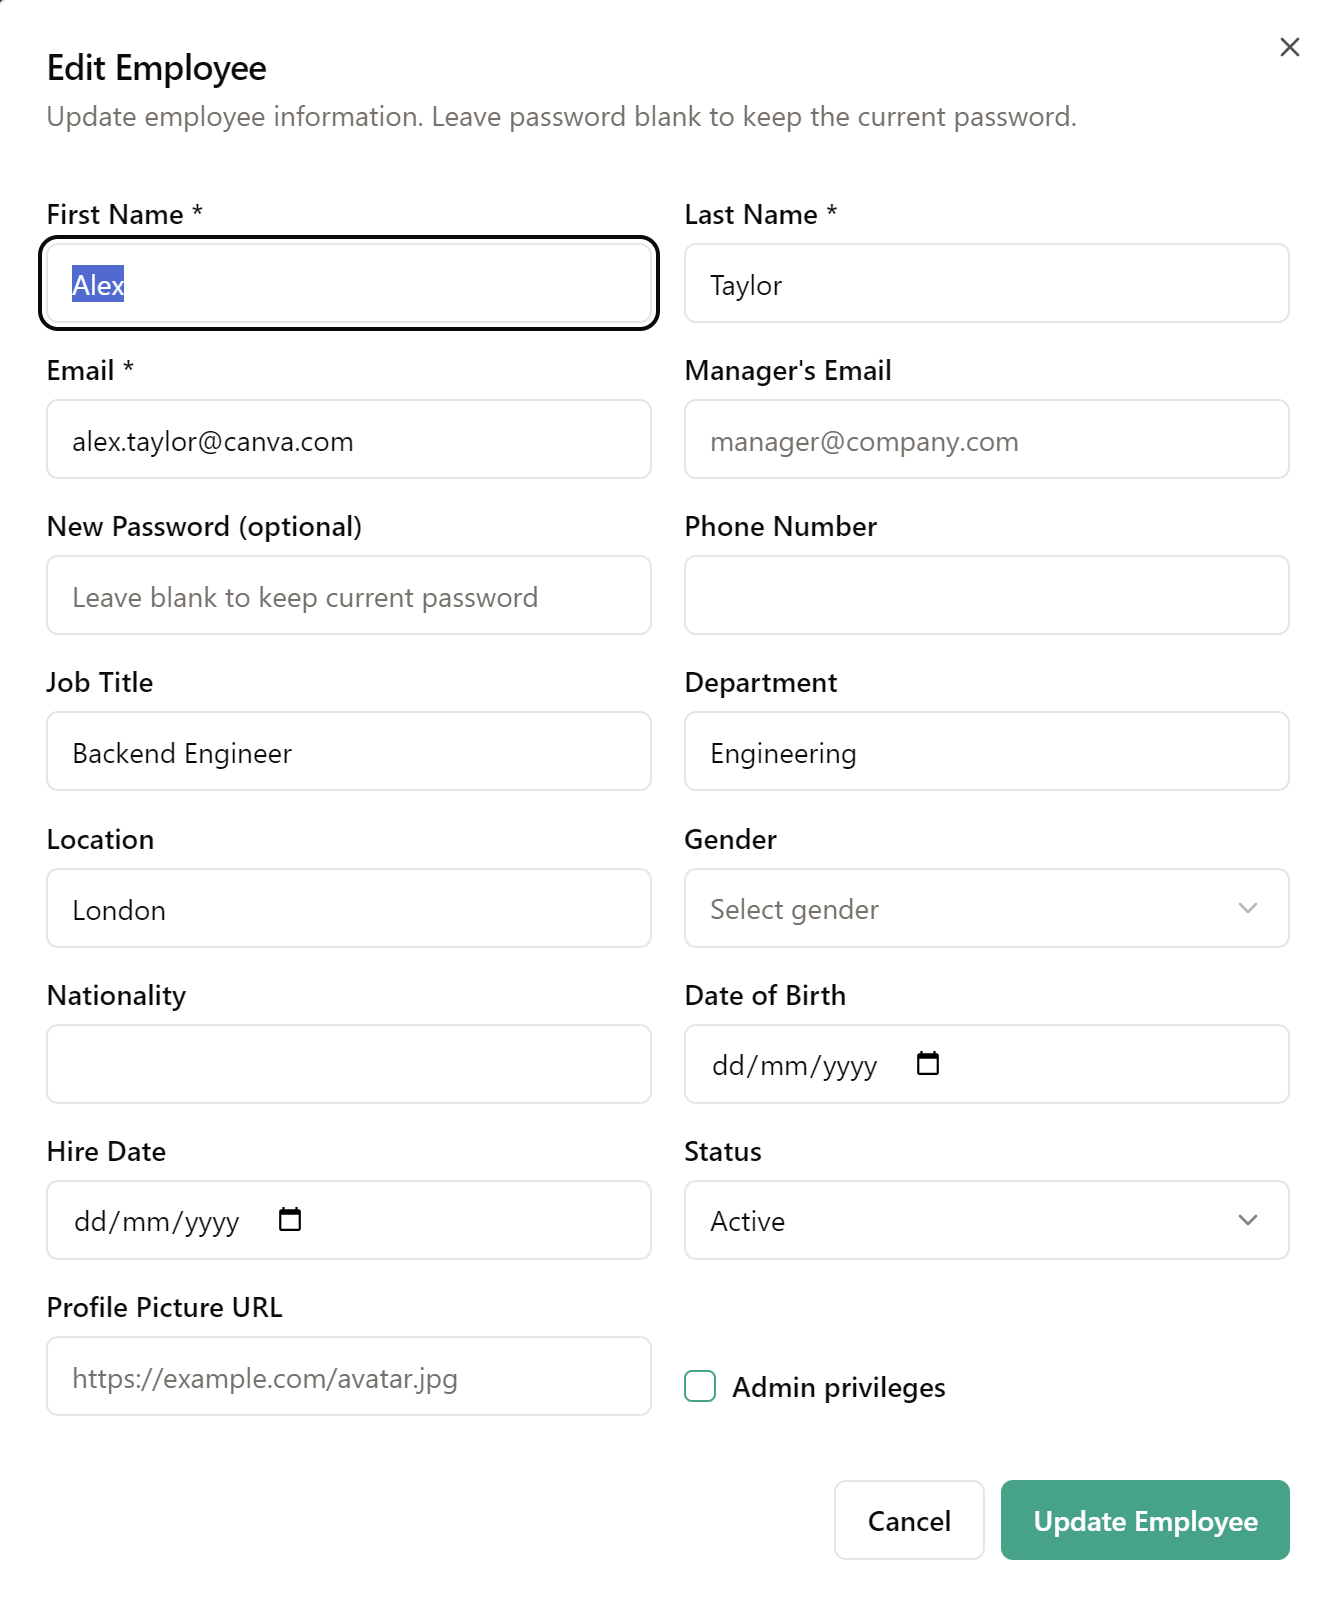 Edit Employee
Update employee information. Leave password blank to keep the current password.
First Name *
Last Name *
Alex
Taylor
Email *
Manager's Email
alex.taylor@canva.com
manager@company.com
New Password (optional)
Phone Number
Leave blank to keep current password
Job Title
Department
Backend Engineer
Engineering
Location
Gender
London
Select gender
Nationality
Date of Birth
dd/mm/yyyy
Hire Date
Status
dd/mm/yyyy
Active
Profile Picture URL
https://example.com/avatar.jpg
Admin privileges
Cancel
Update Employee